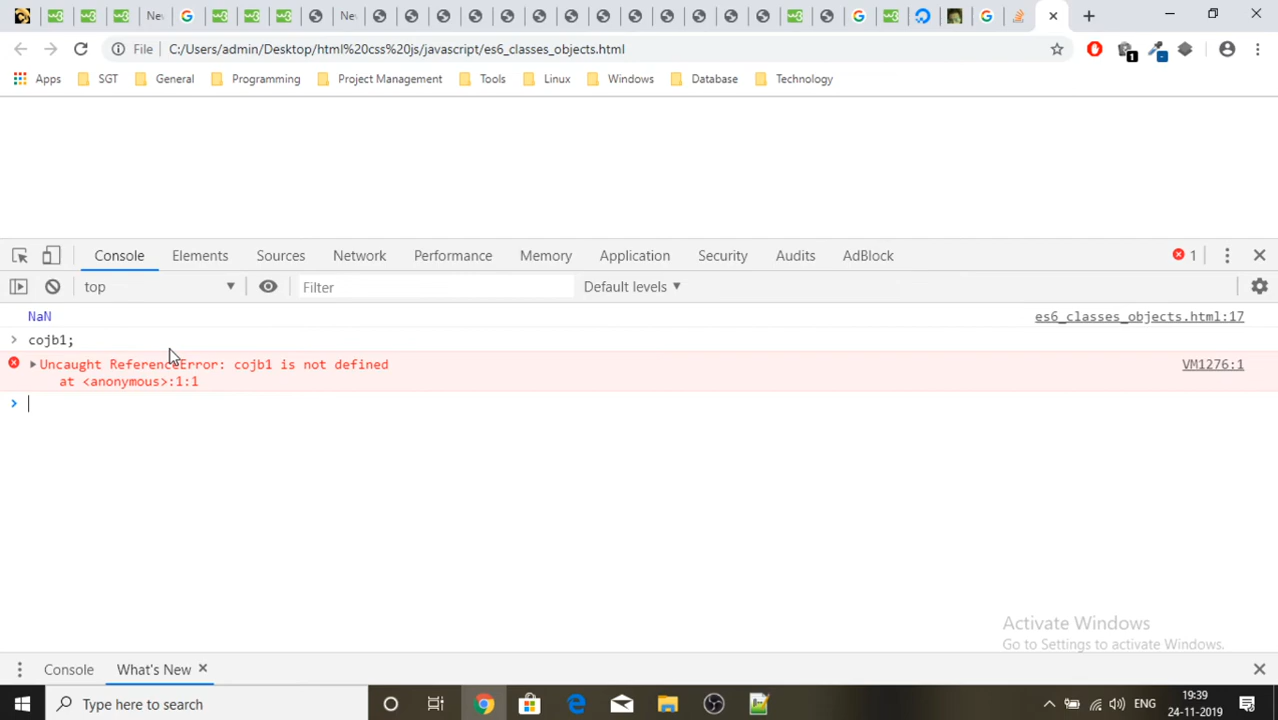 Nev
Ne
File
C:/Users/admin/Desktop/html%20css%20js/javascript/es6_classes_objects.html
Apps SGT General Programming Project Management Tools Linux Windows Database Technology
Console Elements Sources Network Performance Memory Application Security Audits AdBlock 1
top Filter Default levels ▼
NaN es6_classes_objects.html:17
> cojb1;
Uncaught ReferenceError: cojb1 is not defined VM1276:1
at <anonymous>:1:1
>
Activate Windows
Go to Settings to activate Windows.
Console What's New
Type here to search
ENG
19:39
24-11-2019